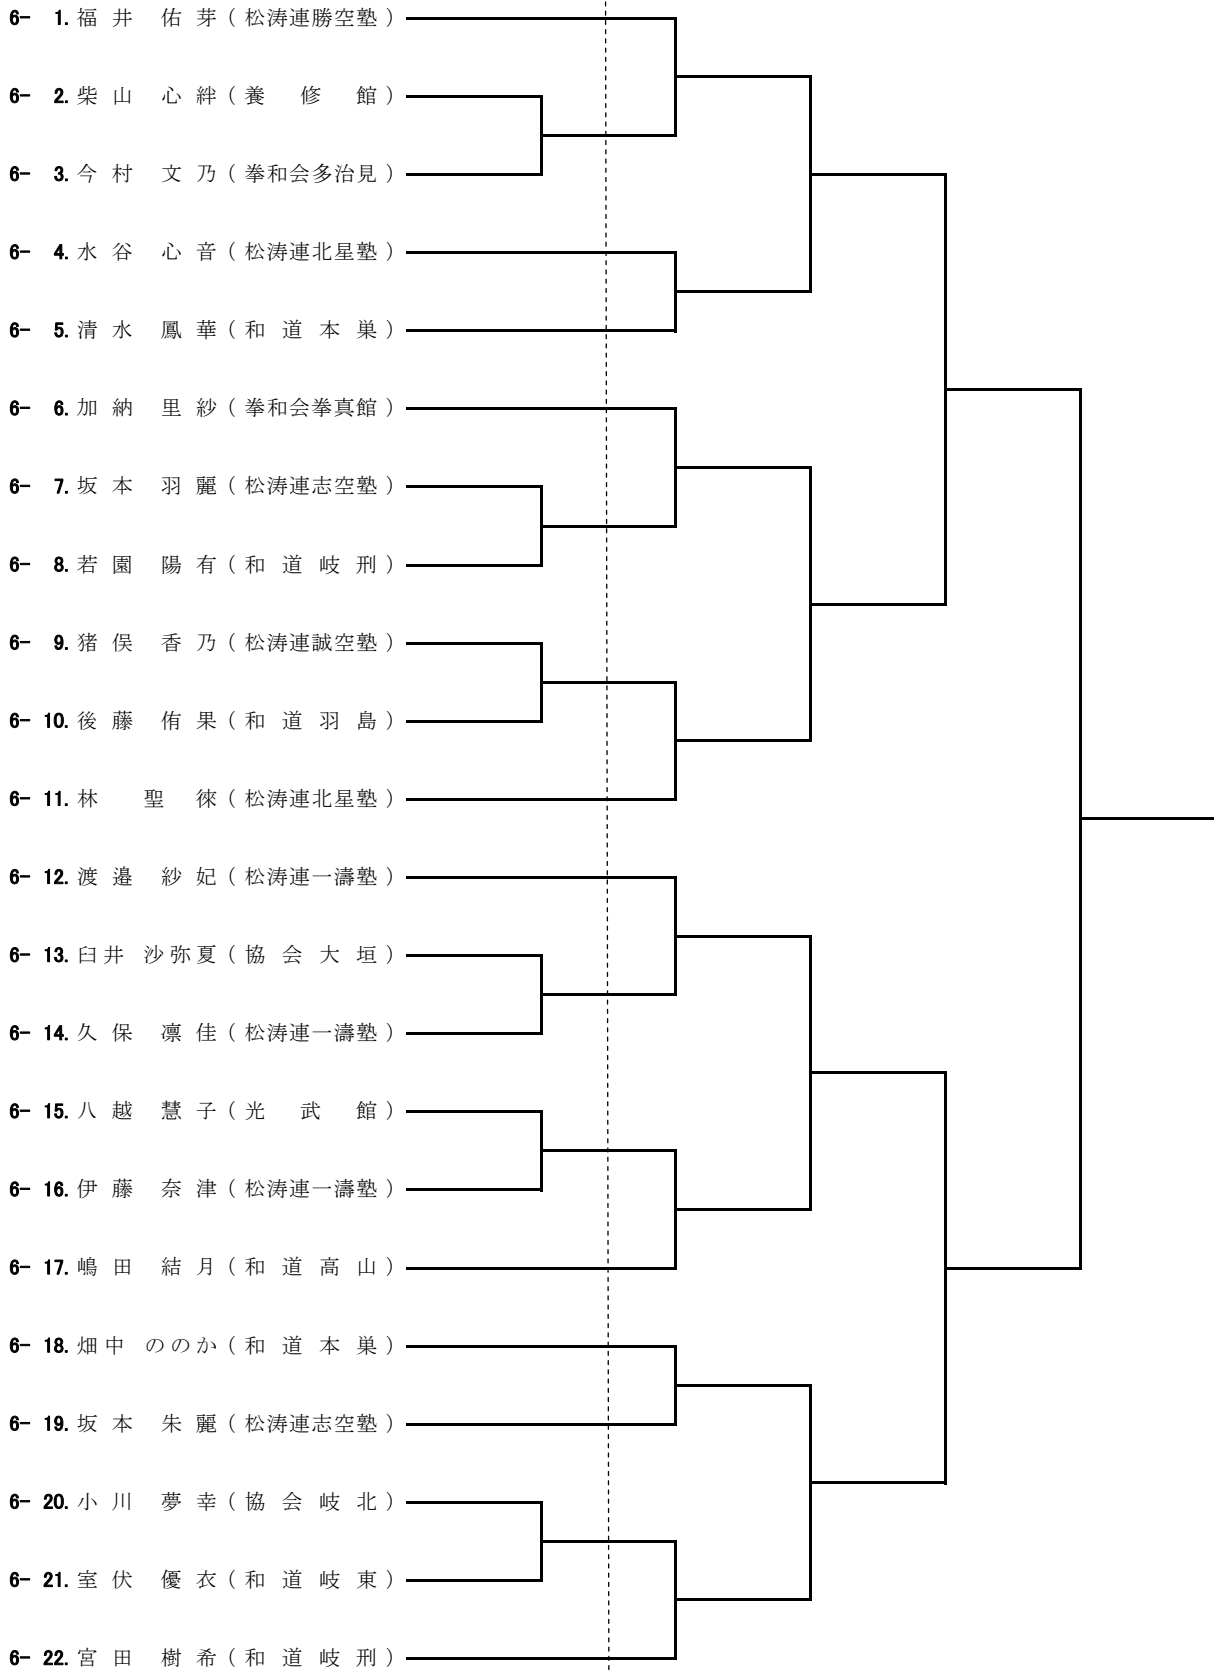 6- 1. 福井 佑芽(松涛連勝空塾)
6- 2. 柴山 心絆(養修館)
6- 3. 今村 文乃(拳和会多治見)
6- 4. 水谷 心音(松涛連北星塾)
6- 5. 清水 鳳華(和道本巣)
6- 6. 加納 里紗(拳和会拳真館)
6- 7. 坂本 羽麗(松涛連志空塾)
6- 8. 若園 陽有(和道岐刑)
6- 9. 猪俣 香乃(松涛連誠空塾)
6- 10. 後藤 侑果(和道羽島)
6- 11. 林 聖徠(松涛連北星塾)
6- 12. 渡邉 紗妃(松涛連一濤塾)
6- 13. 臼井 沙弥夏(協会大垣)
6- 14. 久保 凛佳(松涛連一濤塾)
6- 15. 八越 慧子(光武館)
6- 16. 伊藤 奈津(松涛連一濤塾)
6- 17. 嶋田 結月(和道高山)
6- 18. 畑中 ののか(和道本巣)
6- 19. 坂本 朱麗(松涛連志空塾)
6- 20. 小川 夢幸(協会岐北)
6- 21. 室伏 優衣(和道岐東)
6- 22. 宮田 樹希(和道岐刑)